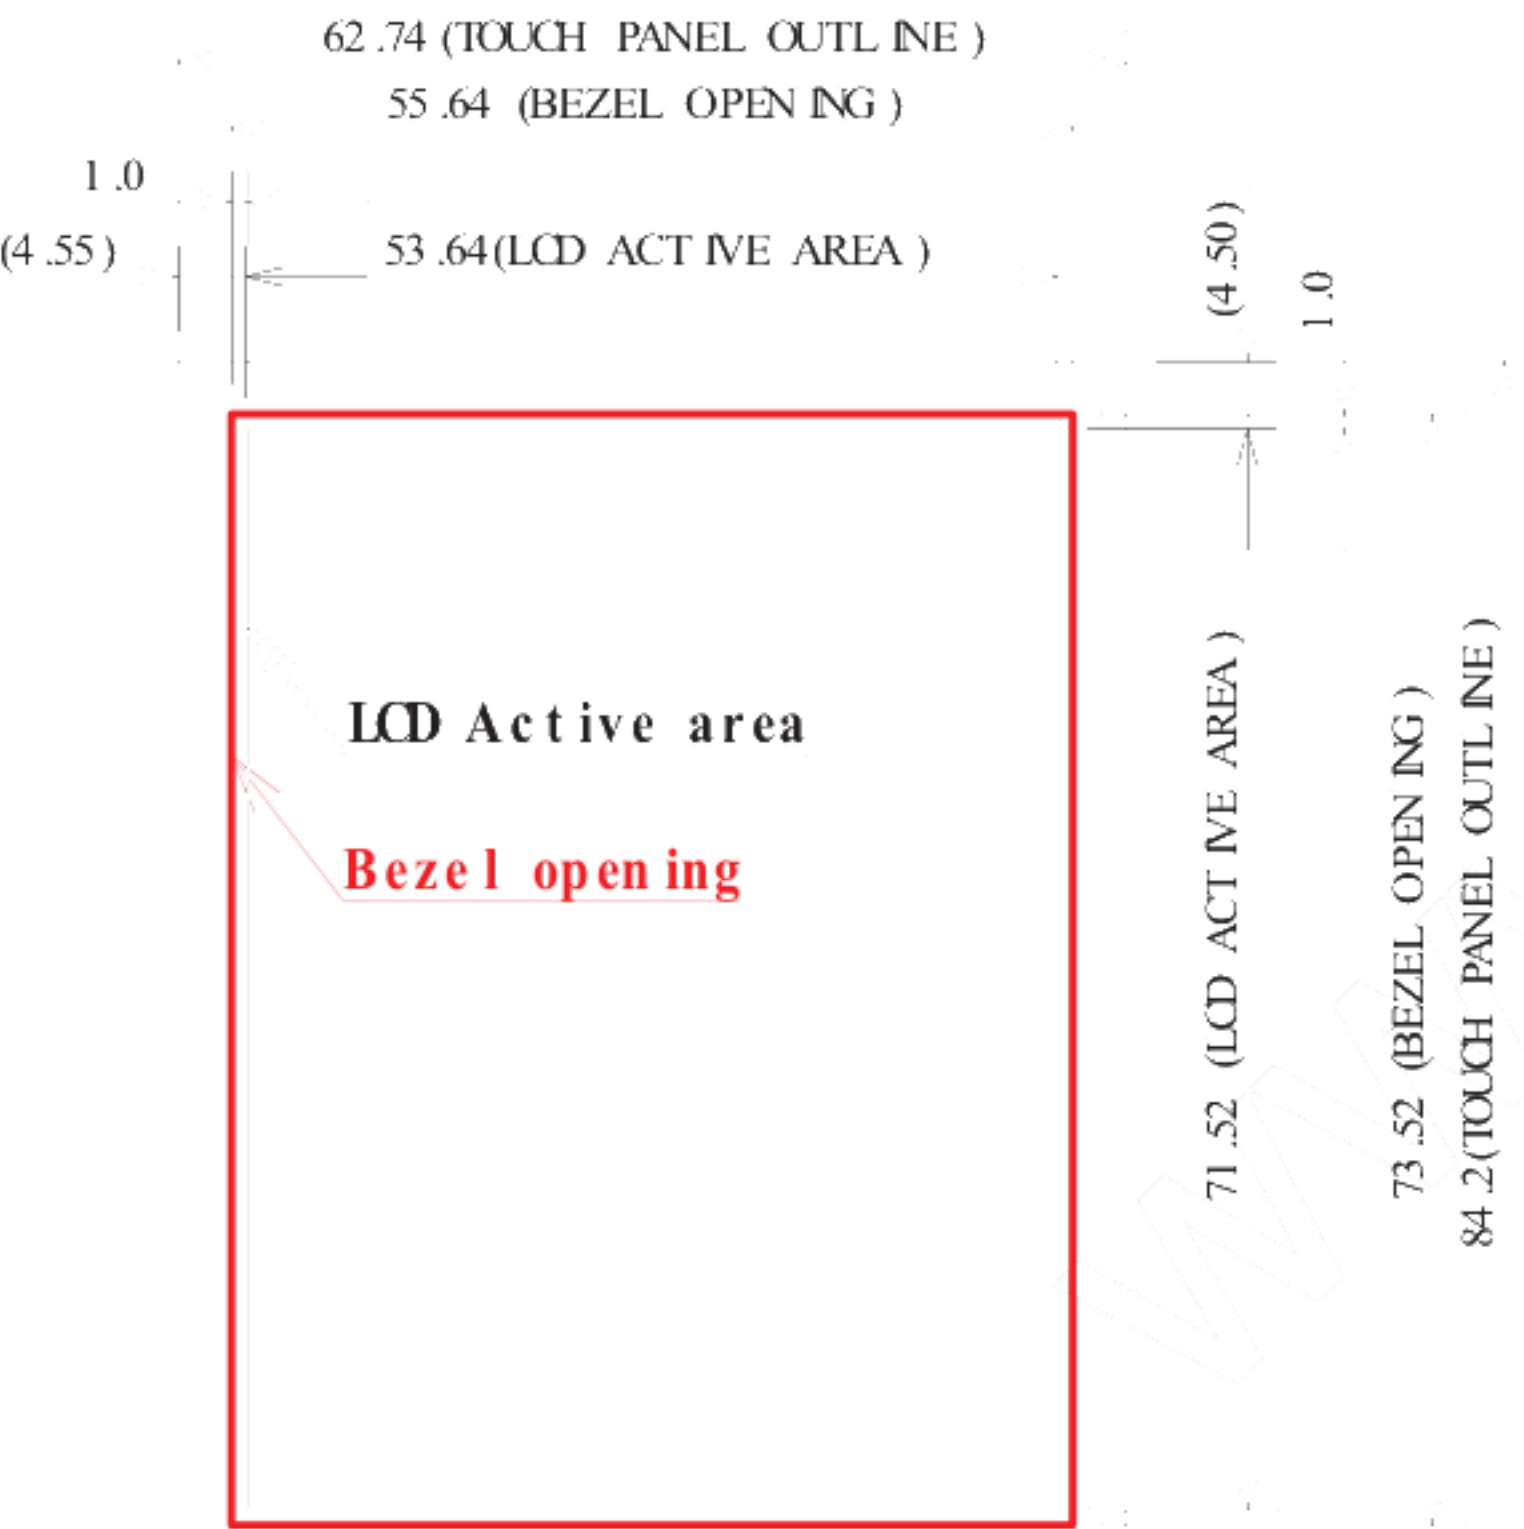 62.74 (TOUCH PANEL OUTLINE)
55.64 (BEZEL OPENING)
1.0
(4.55)
53.64(LCD ACTIVE AREA)
(4.50)
1.0
LCD Active area
Bezel opening
71.52 (LCD ACTIVE AREA)
73.52 (BEZEL OPENING)
84.2(TOUCH PANEL OUTLINE)